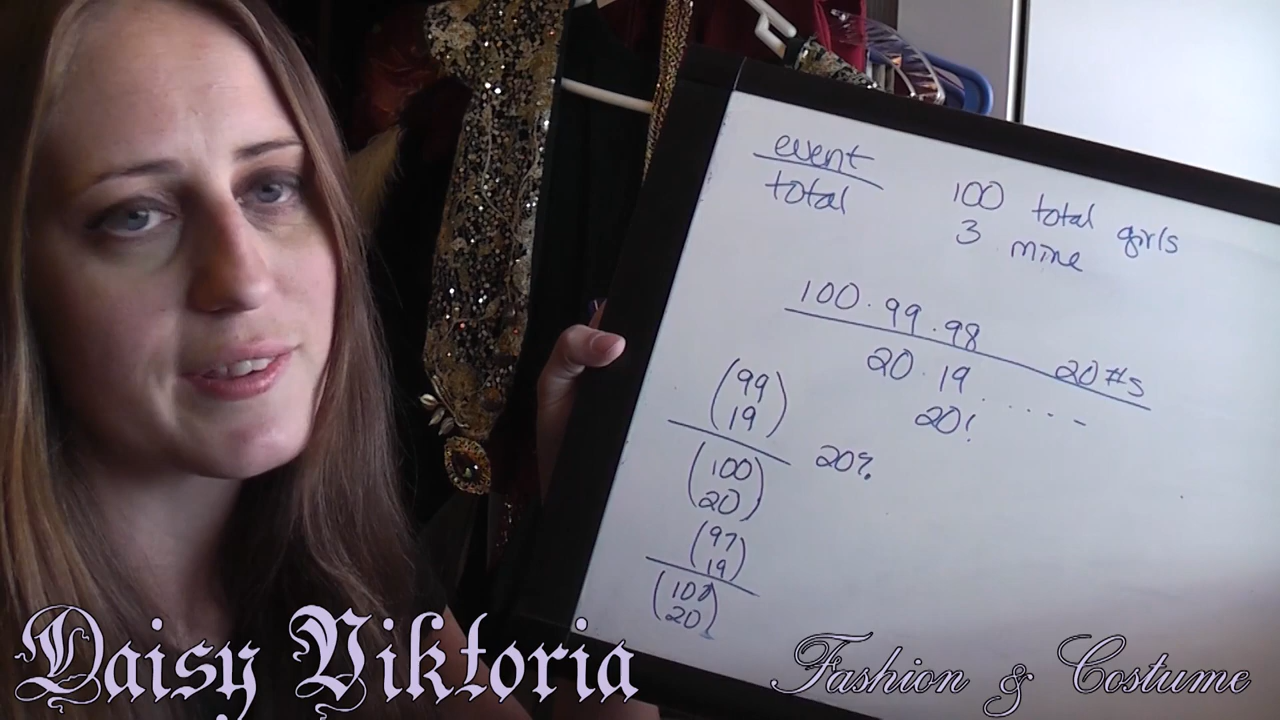 event
total
100 total girls
3 mine
100 · 99 · 98
20 #s
20 · 19 . . . . . -
20!
(99
19)
(100
20)
20%
(97
19)
(100
20)
Daisy Viktoria
Fashion & Costume